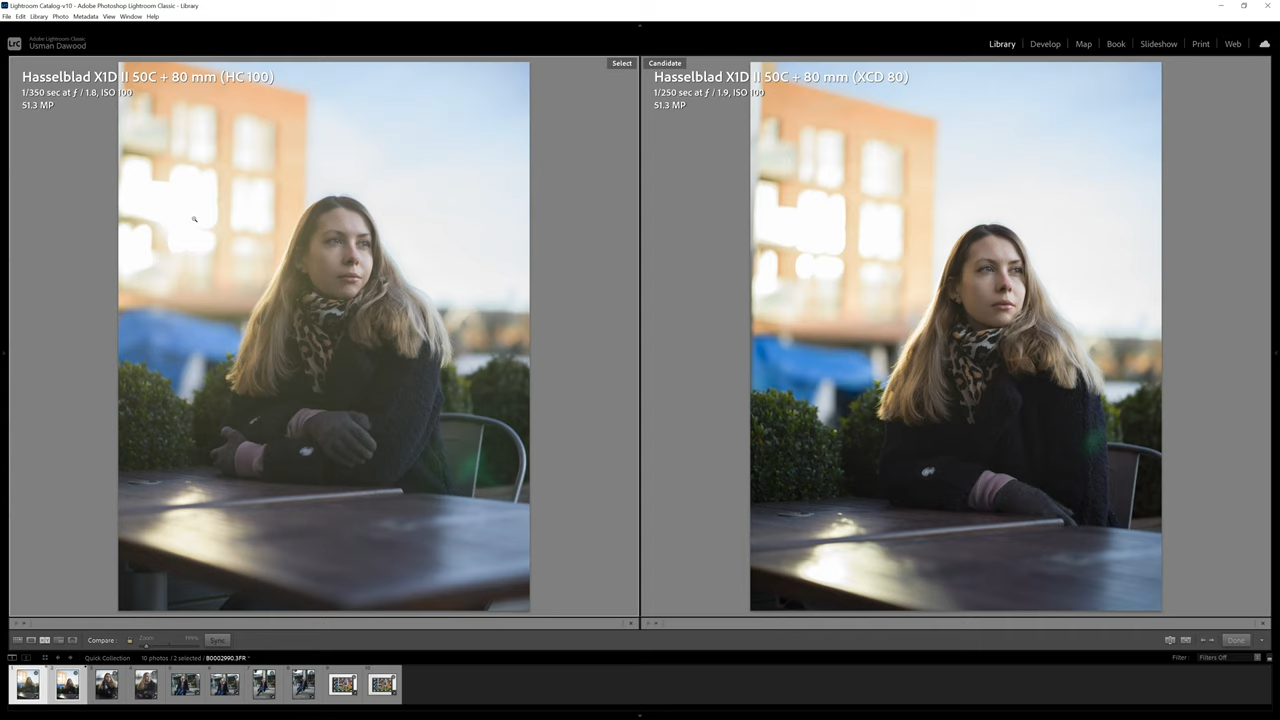 Lightroom Catalog-v10 - Adobe Photoshop Lightroom Classic - Library
File Edit Library Photo Metadata View Window Help
Lrc
Adobe Lightroom Classic
Usman Dawood
Library | Develop | Map | Book | Slideshow | Print | Web
Hasselblad X1D II 50C + 80 mm (HC 100)
1/350 sec at ƒ / 1.8, ISO 100
51.3 MP
Select
Candidate
Hasselblad X1D II 50C + 80 mm (XCD 80)
1/250 sec at ƒ / 1.9, ISO 100
51.3 MP
Compare :
Zoom
Sync
Done
Quick Collection
10 photos / 2 selected / B0002990.3FR
Filter :
Filters Off